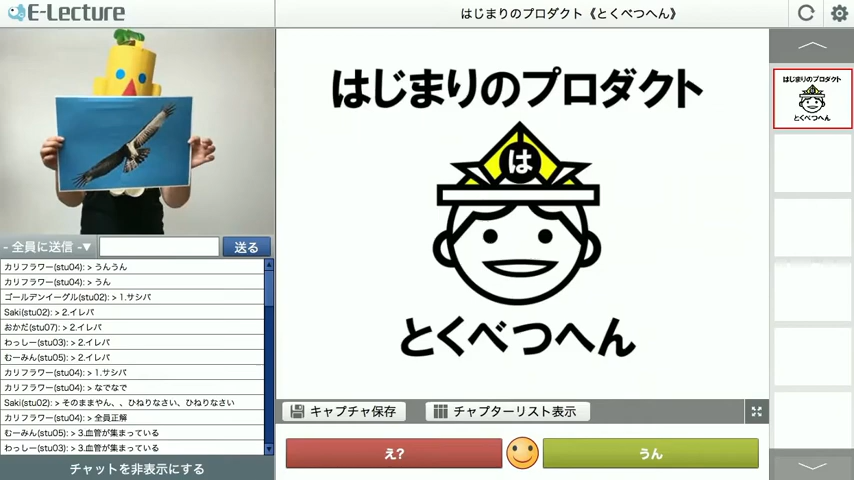 E-Lecture
はじまりのプロダクト《とくべつへん》
はじまりのプロダクト
は
とくべつへん
はじまりのプロダクト
とくべつへん
- 全員に送信 -▼
送る
カリフラワー(stu04): > うんうん
カリフラワー(stu04): > うん
ゴールデンイーグル(stu02): > 1.サシバ
Saki(stu02): > 2.イレパ
おかだ(stu07): > 2.イレパ
わっしー(stu03): > 2.イレパ
むーみん(stu05): > 2.イレパ
カリフラワー(stu04): > 1.サシバ
カリフラワー(stu04): > なでなで
Saki(stu02): > そのままやん、、ひねりなさい、ひねりなさい
カリフラワー(stu04): > 全員正解
むーみん(stu05): > 3.血管が集まっている
わっしー(stu03): > 3.血管が集まっている
チャットを非表示にする
キャプチャ保存
チャプターリスト表示
え?
うん